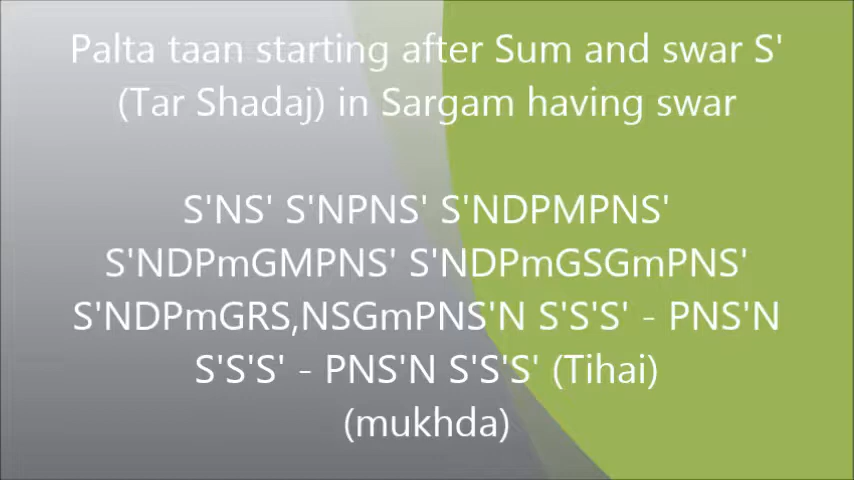 Palta taan starting after Sum and swar S'
(Tar Shadaj) in Sargam having swar
S'NS' S'NPNS' S'NDPMPNS'
S'NDPmGMPNS' S'NDPmGSGmPNS'
S'NDPmGRS,NSGmPNS'N S'S'S' - PNS'N
S'S'S' - PNS'N S'S'S' (Tihai)
(mukhda)